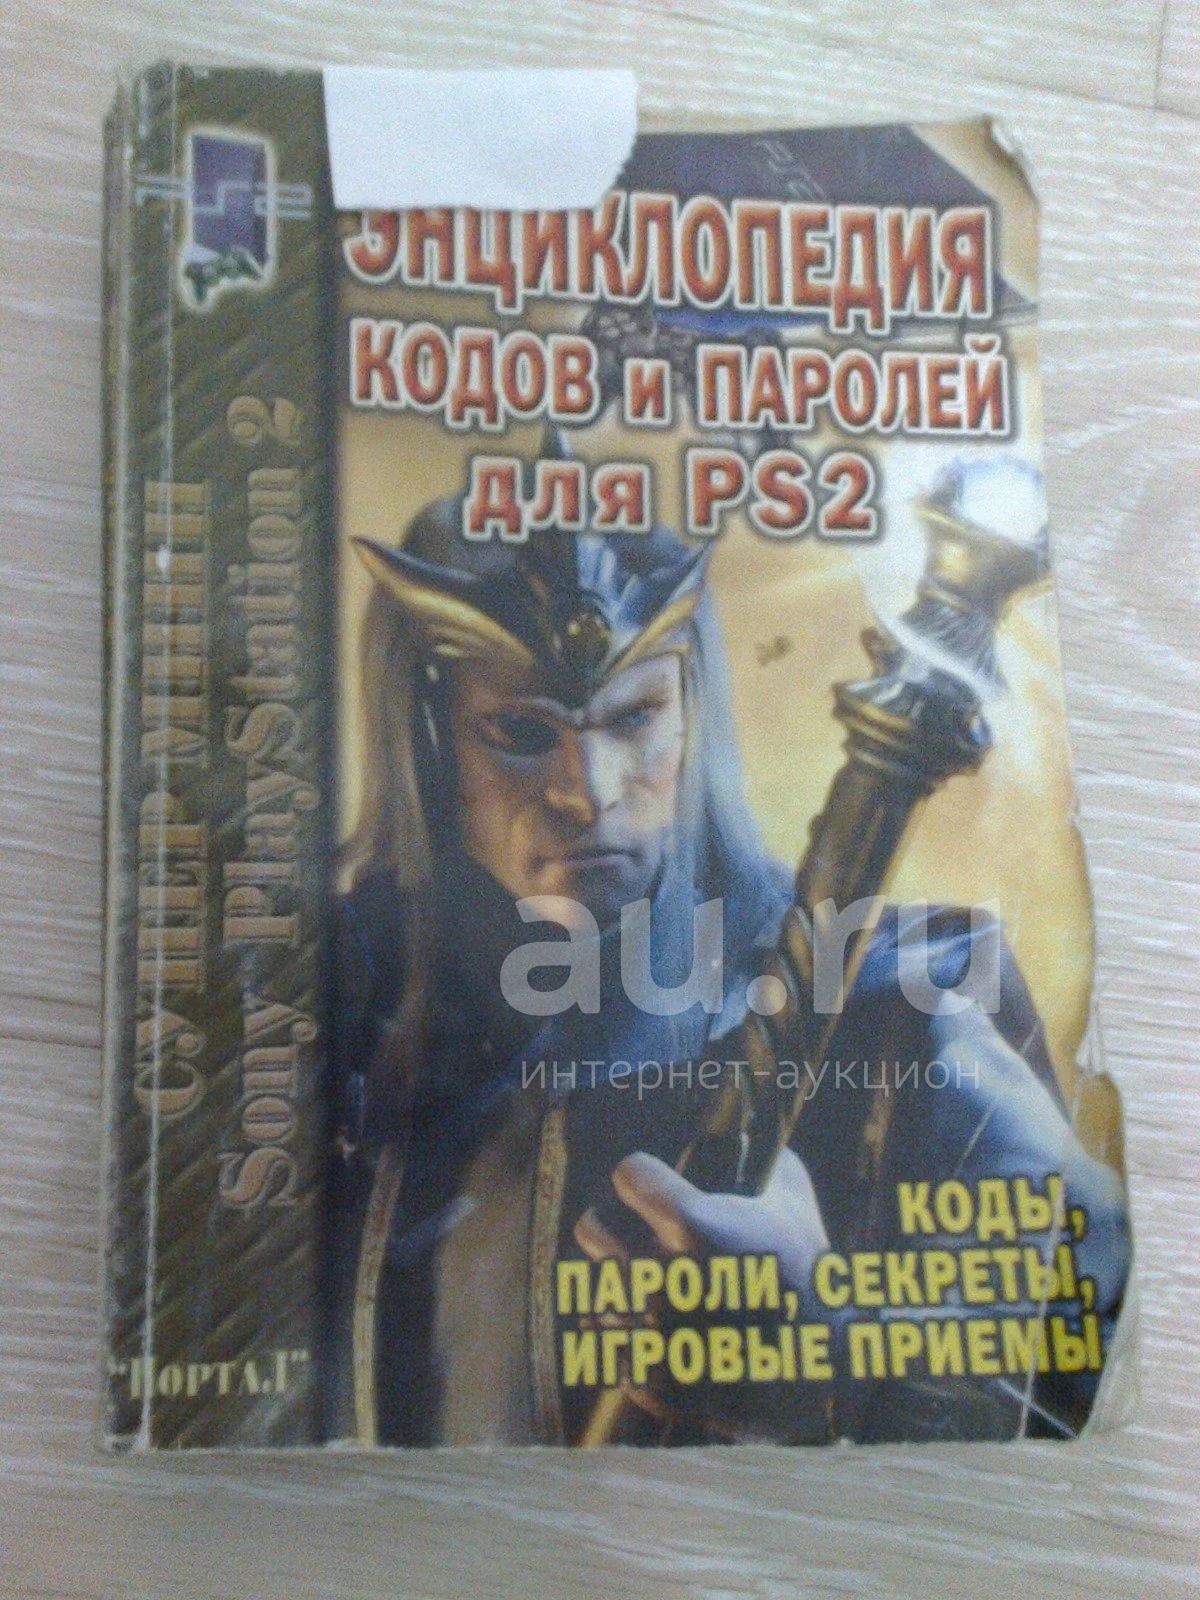 ЭНЦИКЛОПЕДИЯ
КОДОВ И ПАРОЛЕЙ
ДЛЯ PS2
СУПЕР МИНИ
Sony PlayStation 2
au.ru
интернет-аукцион
КОДЫ,
ПАРОЛИ, СЕКРЕТЫ,
ИГРОВЫЕ ПРИЕМЫ
"ПОРТАЛ"